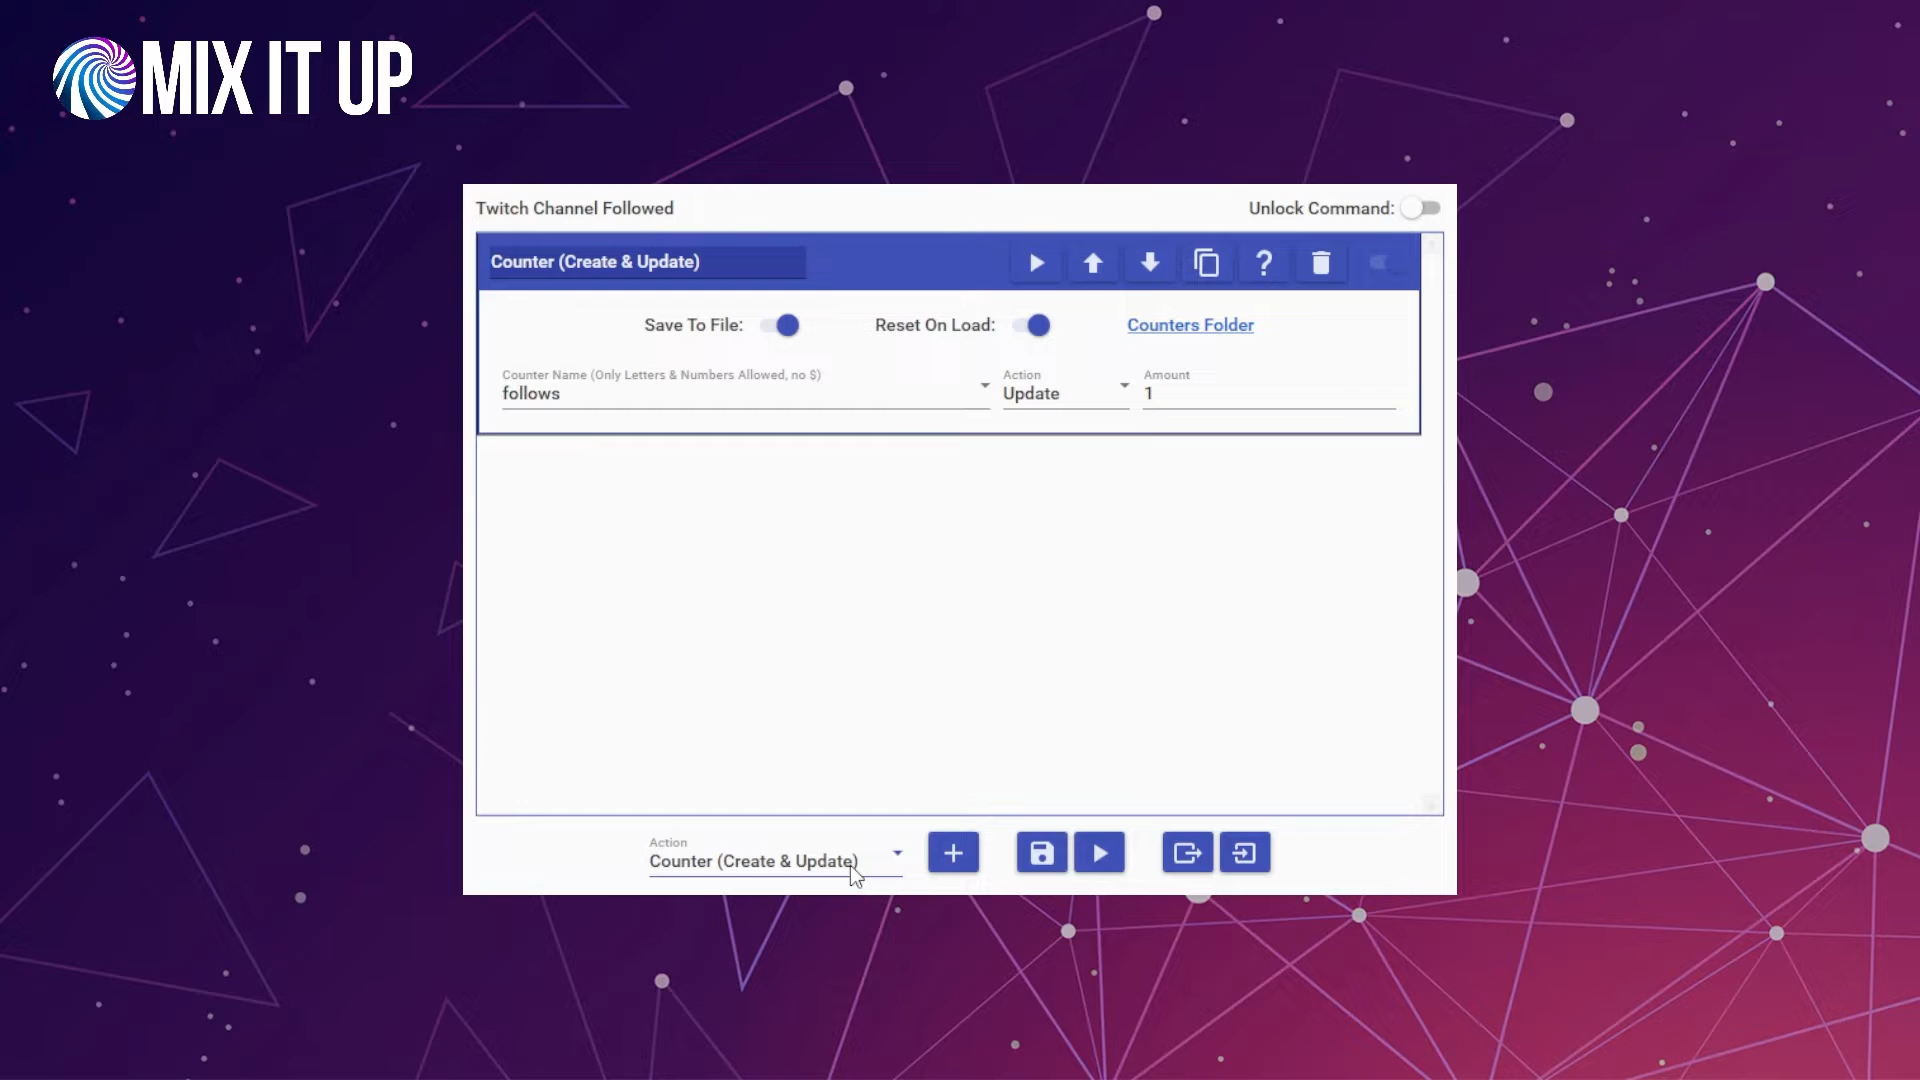 MIX IT UP
Twitch Channel Followed
Unlock Command:
Counter (Create & Update)
?
Save To File:
Reset On Load:
Counters Folder
Counter Name (Only Letters & Numbers Allowed, no $)
Action
Amount
follows
Update
1
Action
Counter (Create & Update)